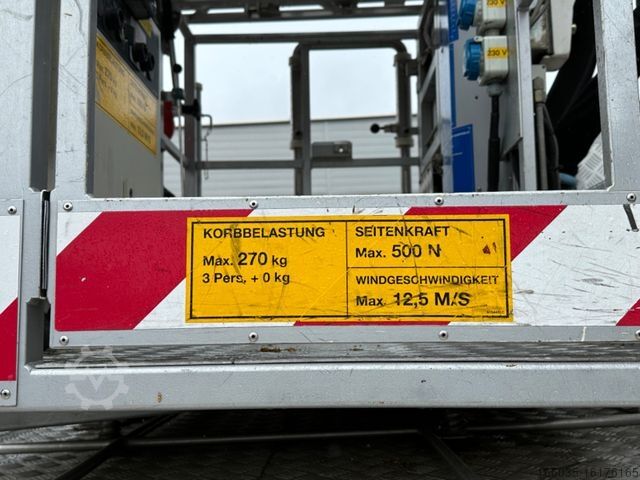 KORBBELASTUNG
Max. 270 kg
3 Pers. + 0 kg
SEITENKRAFT
Max. 500 N
WINDGESCHWINDIGKEIT
Max. 12,5 M/S
230 V
230 V